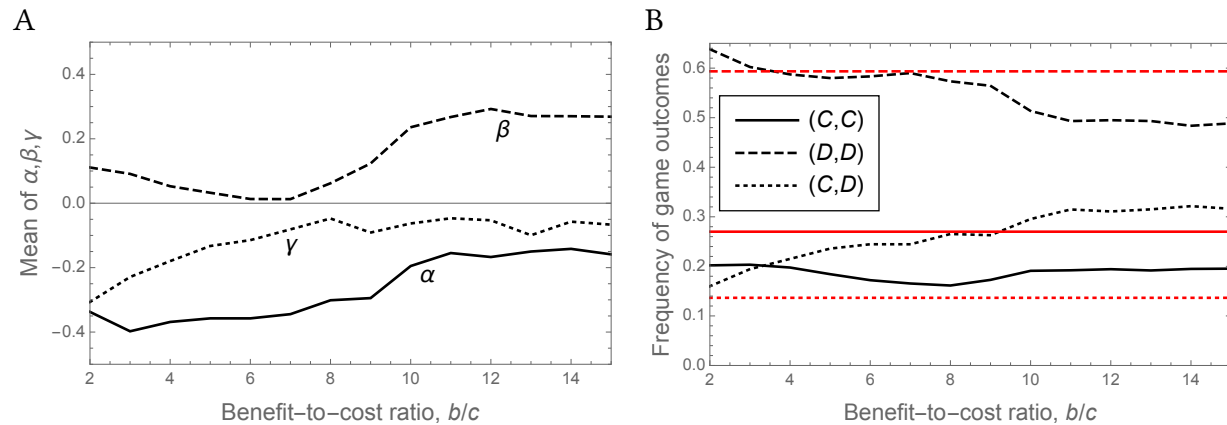 A
Mean of α,β,γ
0.4
0.2
0.0
−0.2
−0.4
β
γ
α
2
4
6
8
10
12
14
Benefit−to−cost ratio, b/c
B
Frequency of game outcomes
0.6
0.5
0.4
0.3
0.2
0.1
0.0
(C,C)
(D,D)
(C,D)
2
4
6
8
10
12
14
Benefit−to−cost ratio, b/c